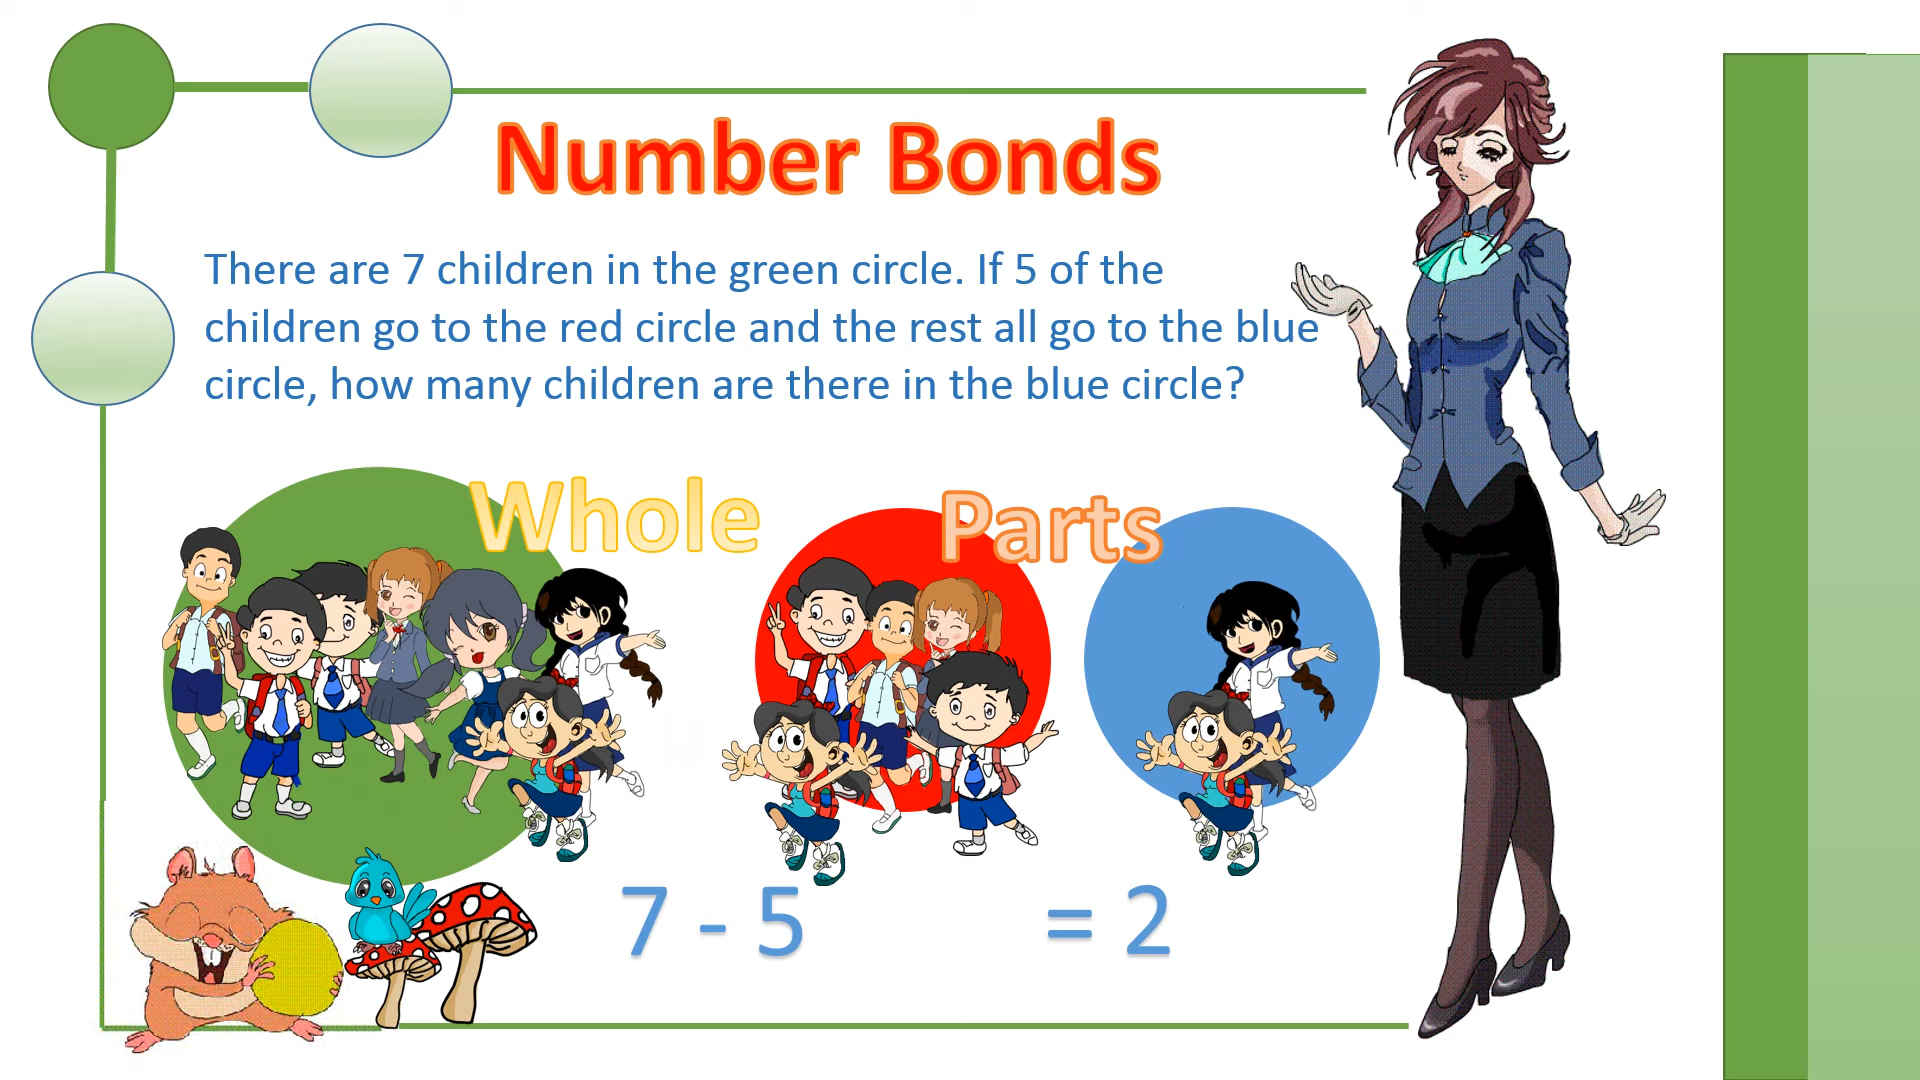 Number Bonds
There are 7 children in the green circle. If 5 of the
children go to the red circle and the rest all go to the blue
circle, how many children are there in the blue circle?
Whole
Parts
7 - 5 = 2